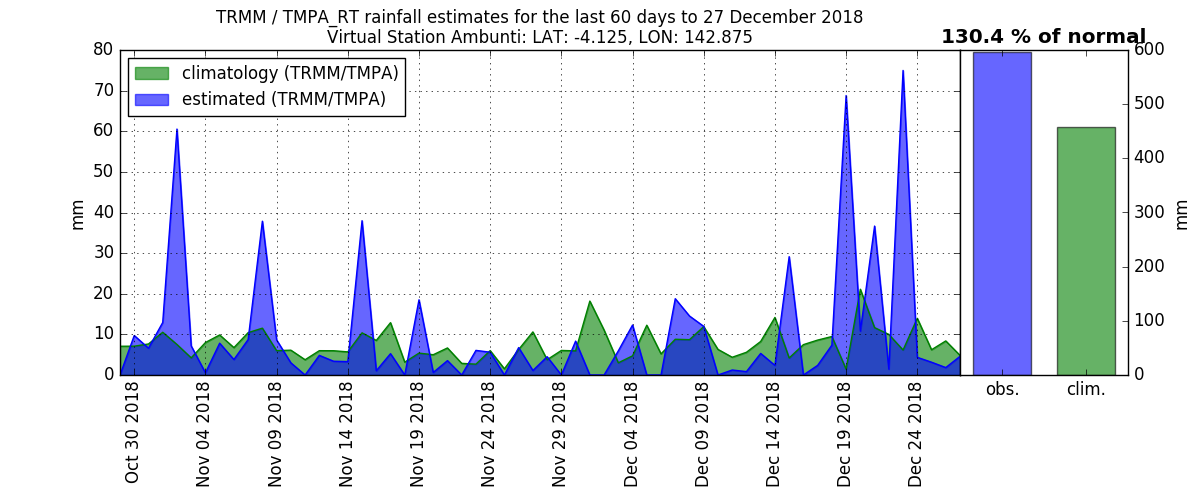 TRMM / TMPA_RT rainfall estimates for the last 60 days to 27 December 2018
Virtual Station Ambunti: LAT: -4.125, LON: 142.875
130.4 % of normal
climatology (TRMM/TMPA)
estimated (TRMM/TMPA)
mm
80
70
60
50
40
30
20
10
0
Oct 30 2018
Nov 04 2018
Nov 09 2018
Nov 14 2018
Nov 19 2018
Nov 24 2018
Nov 29 2018
Dec 04 2018
Dec 09 2018
Dec 14 2018
Dec 19 2018
Dec 24 2018
obs.
clim.
600
500
400
300
200
100
0
mm